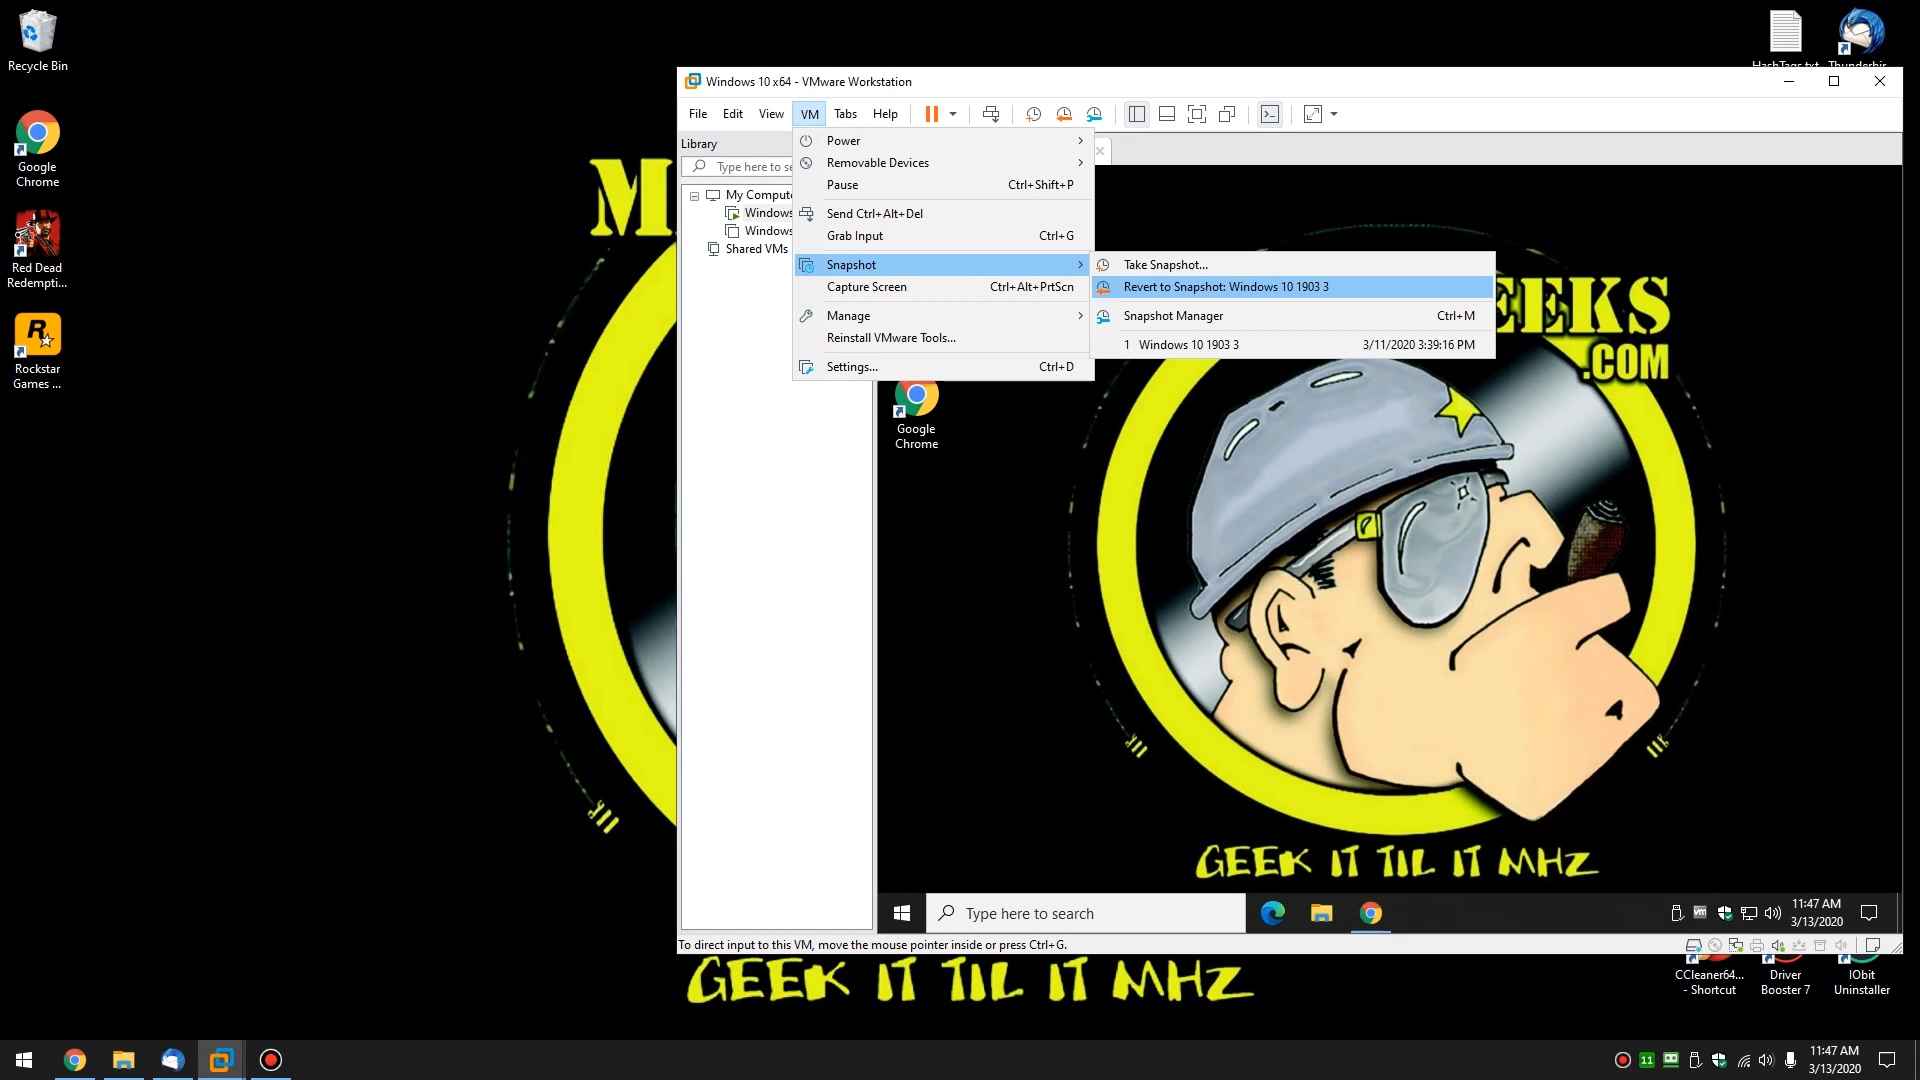 Recycle Bin
Google
Chrome
Red Dead
Redempti...
Rockstar
Games ...
HashTags.txt
Thunderbir
Windows 10 x64 - VMware Workstation
File Edit View VM Tabs Help
Library
Type here to se
My Compute
Windows
Windows
Shared VMs
Power
Removable Devices
Pause Ctrl+Shift+P
Send Ctrl+Alt+Del
Grab Input Ctrl+G
Snapshot
Capture Screen Ctrl+Alt+PrtScn
Manage
Reinstall VMware Tools...
Settings... Ctrl+D
Take Snapshot...
Revert to Snapshot: Windows 10 1903 3
Snapshot Manager Ctrl+M
1 Windows 10 1903 3 3/11/2020 3:39:16 PM
M
EEKS
.COM
Google
Chrome
GEEK IT TIL IT MHZ
Type here to search
vm
11:47 AM
3/13/2020
To direct input to this VM, move the mouse pointer inside or press Ctrl+G.
GEEK IT TIL IT MHZ
CCleaner64...
- Shortcut
Driver
Booster 7
IObit
Uninstaller
11
11:47 AM
3/13/2020